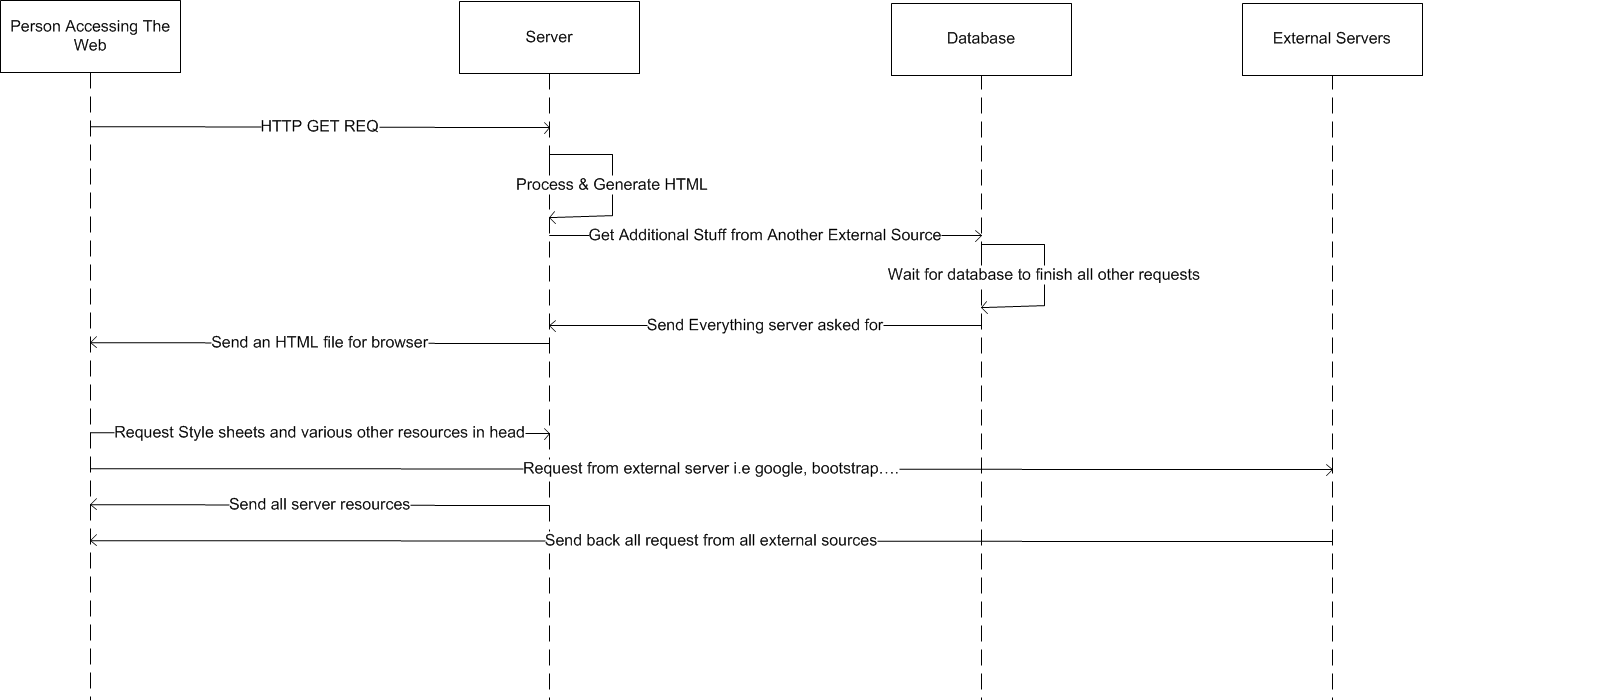 Person Accessing The
Web
Server
Database
External Servers
HTTP GET REQ
Process & Generate HTML
Get Additional Stuff from Another External Source
Wait for database to finish all other requests
Send Everything server asked for
Send an HTML file for browser
Request Style sheets and various other resources in head
Request from external server i.e google, bootstrap....
Send all server resources
Send back all request from all external sources